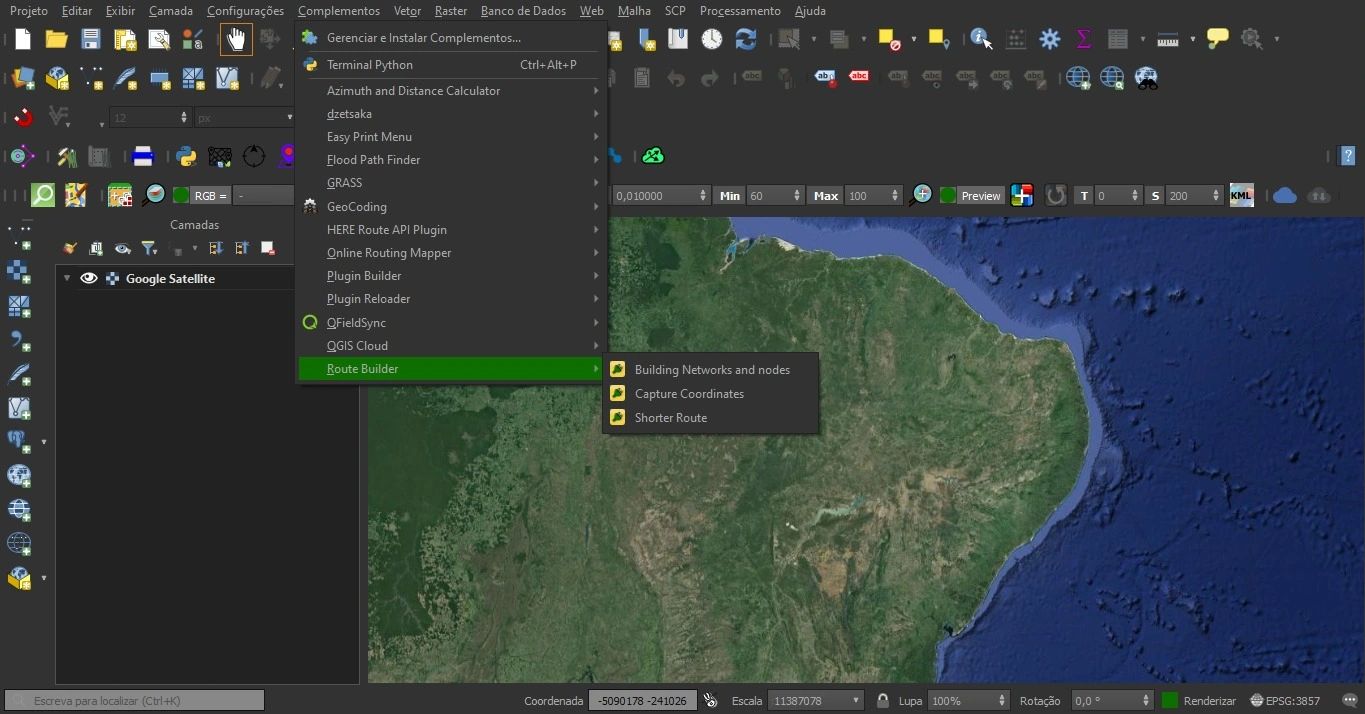 Projeto Editar Exibir Camada Configurações Complementos Vetor Raster Banco de Dados Web Malha SCP Processamento Ajuda
Gerenciar e Instalar Complementos...
Terminal Python Ctrl+Alt+P
abc abc abc
Azimuth and Distance Calculator
12 px
dzetsaka
Easy Print Menu
Flood Path Finder
?
GRASS
RGB = - 0,010000 Min 60 Max 100 Preview T 0 S 200 KML
GeoCoding
Camadas
HERE Route API Plugin
Online Routing Mapper
Plugin Builder
Google Satellite
Plugin Reloader
QFieldSync
QGIS Cloud
Route Builder
Building Networks and nodes
Capture Coordinates
Shorter Route
Escreva para localizar (Ctrl+K) Coordenada -5090178 -241026 Escala 11387078 Lupa 100% Rotação 0,0 ° Renderizar EPSG:3857